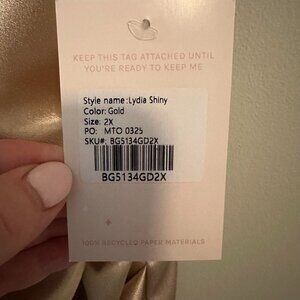 KEEP THIS TAG ATTACHED UNTIL
YOU'RE READY TO KEEP ME
Style name:Lydia Shiny
Color:Gold
Size: 2X
PO: MTO 0325
SKU#: BG5134GD2X
BG5134GD2X
100% RECYCLED PAPER MATERIALS